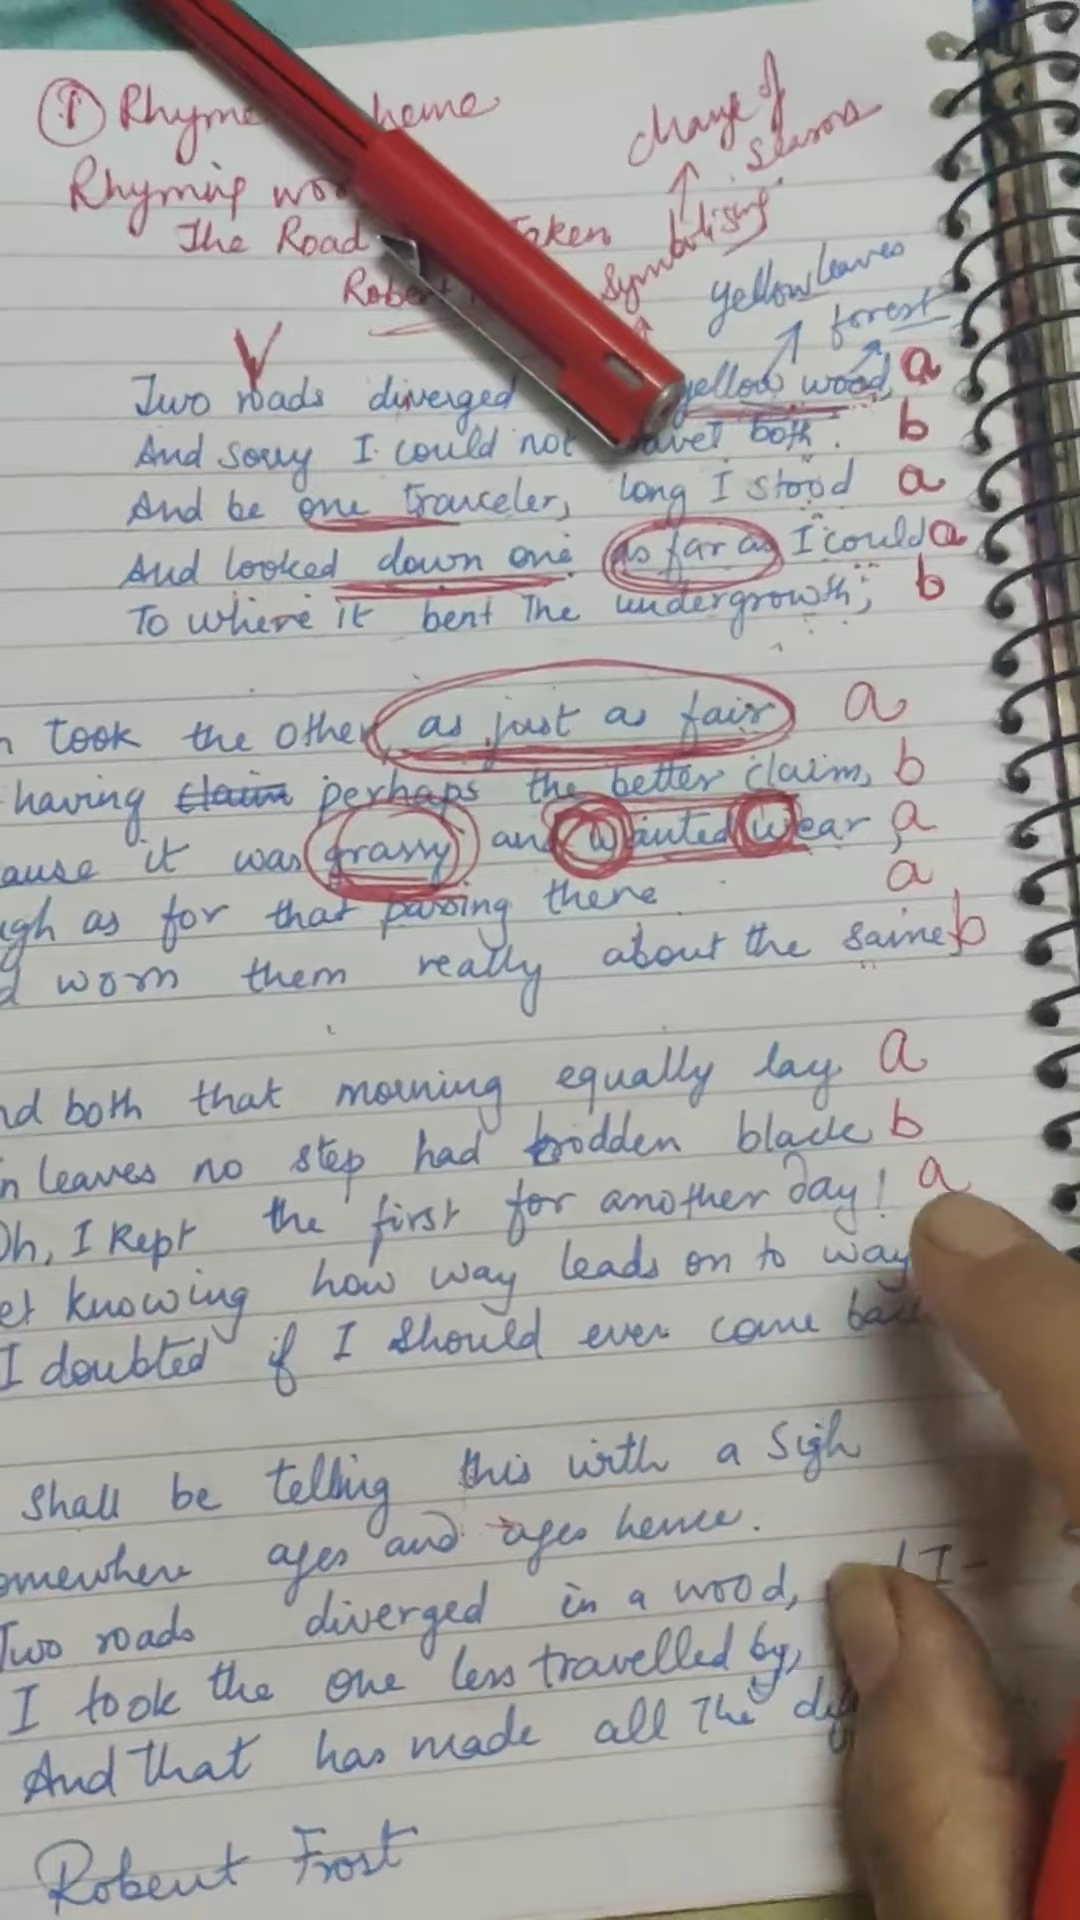 ① Rhyme heme
change of
seasons
Rhyming wo
symbolising
The Road Taken
Robert
yellow leaves
forest
Two roads diverged yellow wood, a
And sorry I could not travel both. b
And be one traveler, long I stood a
And looked down one as far as I could a
To where it bent The undergrowth; b
took the other, as just as fair a
having claim perhaps the better claim, b
ause it was grassy and wanted wear, a
ugh as for that passing there a
d worn them really about the same, b
nd both that morning equally lay a
n leaves no step had trodden black b
Oh, I Kept the first for another day! a
et knowing how way leads on to way
I doubted if I should ever come back
shall be telling this with a Sigh
omewhere ages and ages hence.
Two roads diverged in a wood, d I-
I took the one less travelled by,
And that has made all The di
Robert Frost